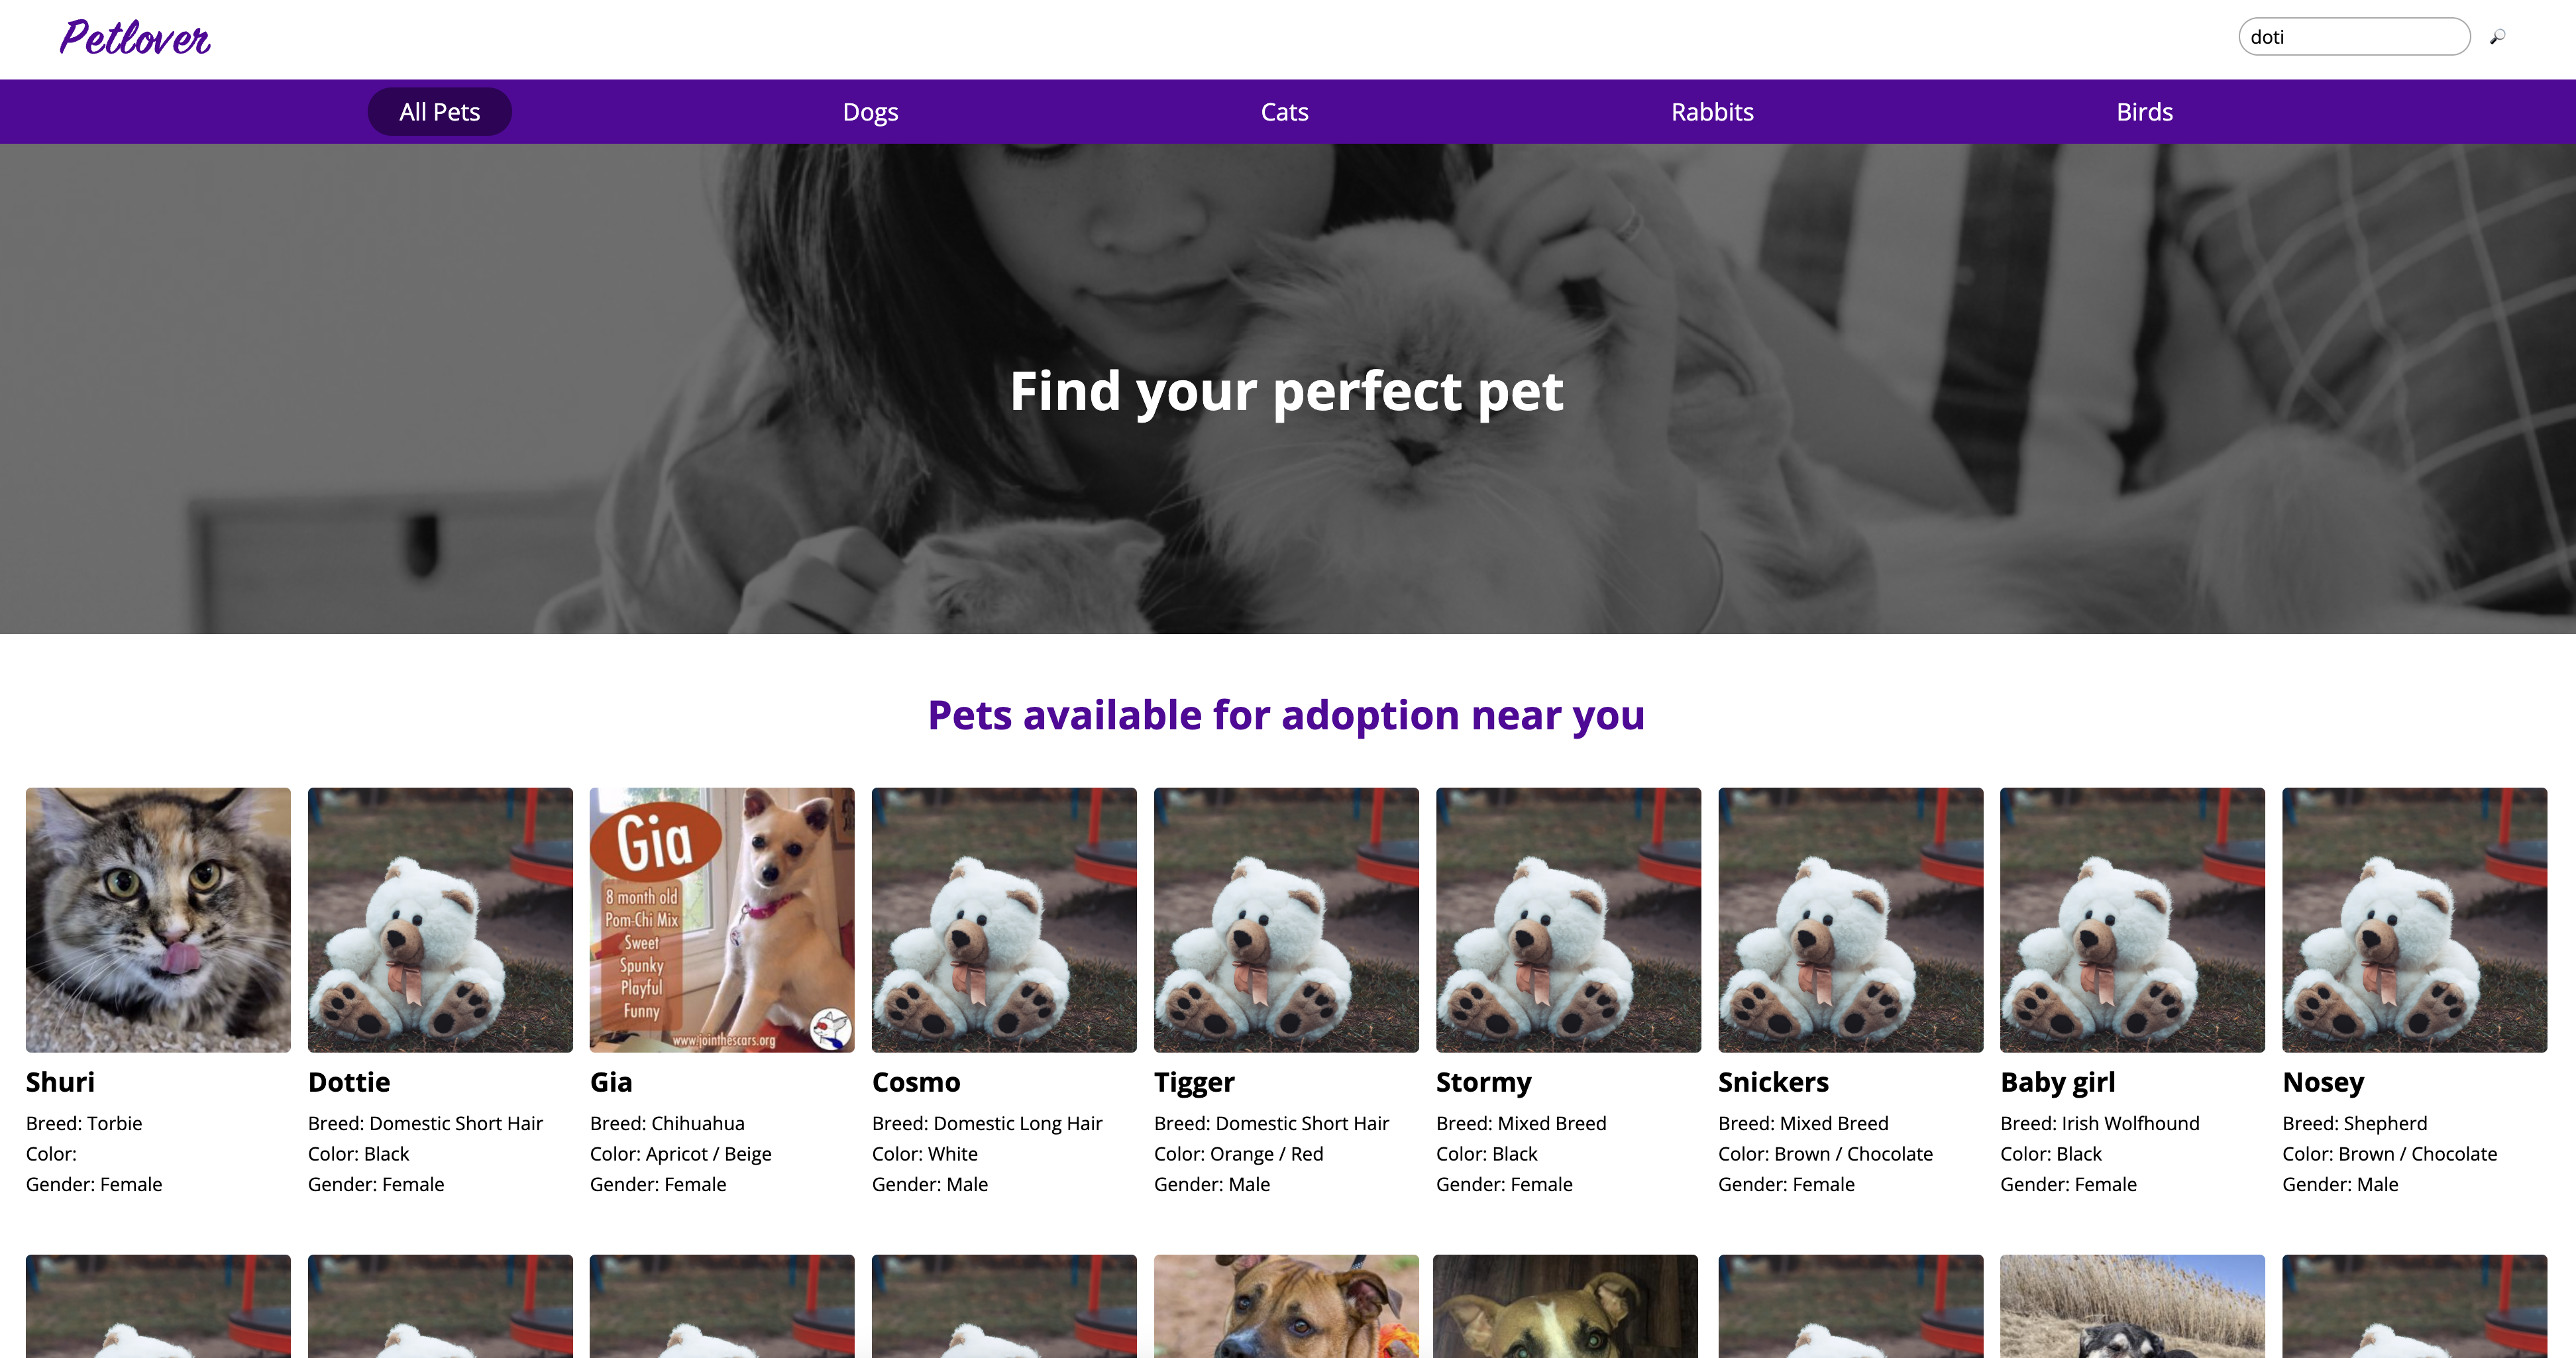 Petlover
doti
All Pets
Dogs
Cats
Rabbits
Birds
Find your perfect pet
Pets available for adoption near you
Gia
8 month old
Pom-Chi Mix
Sweet
Spunky
Playful
Funny
www.jointhescars.org
Shuri
Breed: Torbie
Color:
Gender: Female
Dottie
Breed: Domestic Short Hair
Color: Black
Gender: Female
Gia
Breed: Chihuahua
Color: Apricot / Beige
Gender: Female
Cosmo
Breed: Domestic Long Hair
Color: White
Gender: Male
Tigger
Breed: Domestic Short Hair
Color: Orange / Red
Gender: Male
Stormy
Breed: Mixed Breed
Color: Black
Gender: Female
Snickers
Breed: Mixed Breed
Color: Brown / Chocolate
Gender: Female
Baby girl
Breed: Irish Wolfhound
Color: Black
Gender: Female
Nosey
Breed: Shepherd
Color: Brown / Chocolate
Gender: Male